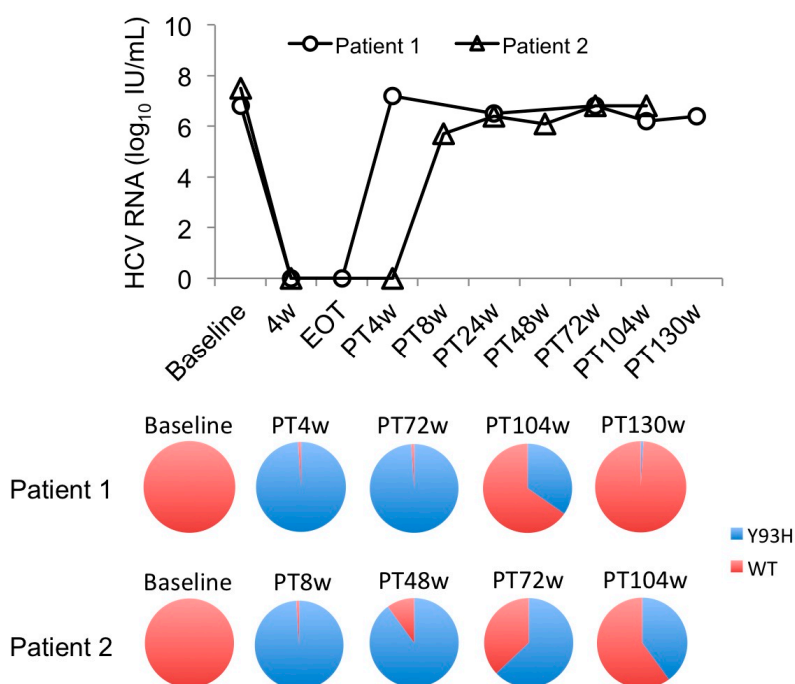 10
8
6
4
2
0
HCV RNA (log10 IU/mL)
Patient 1
Patient 2
Baseline
4w
EOT
PT4w
PT8w
PT24w
PT48w
PT72w
PT104w
PT130w
Baseline PT4w PT72w PT104w PT130w
Patient 1
Y93H
WT
Baseline PT8w PT48w PT72w PT104w
Patient 2